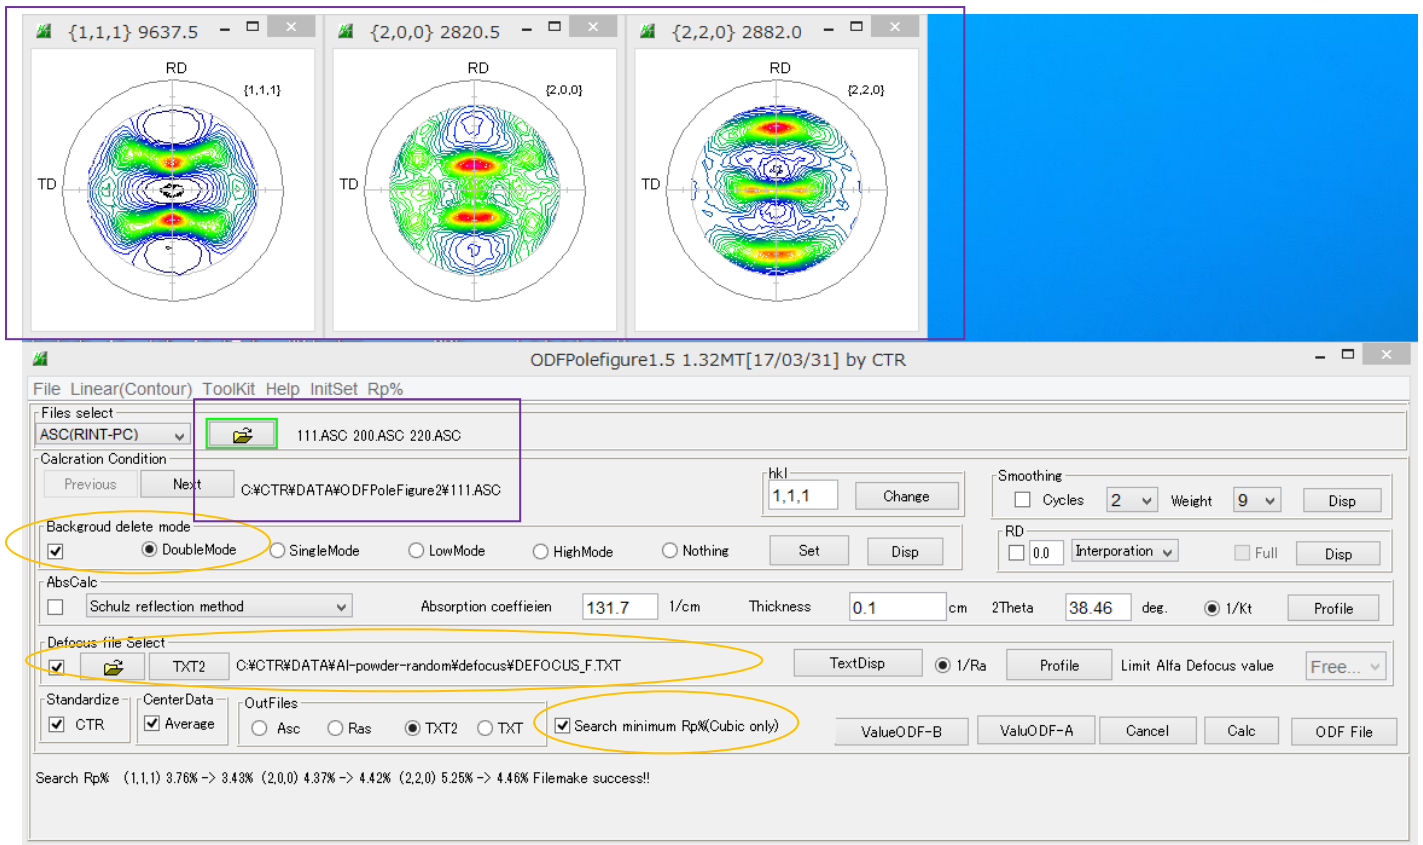 {1,1,1} 9637.5
{2,0,0} 2820.5
{2,2,0} 2882.0
RD
{1,1,1}
TD
RD
{2,0,0}
TD
RD
{2,2,0}
TD
ODFPolefigure1.5 1.32MT[17/03/31] by CTR
File Linear(Contour) ToolKit Help InitSet Rp%
Files select
ASC(RINT-PC)
111.ASC 200.ASC 220.ASC
Calcration Condition
Previous Next C:¥CTR¥DATA¥ODFPoleFigure2¥111.ASC
hkl
1,1,1 Change
Smoothing
Cycles 2 Weight 9 Disp
Backgroud delete mode
DoubleMode SingleMode LowMode HighMode Nothing Set Disp
RD
0.0 Interporation Full Disp
AbsCalc
Schulz reflection method Absorption coeffieien 131.7 1/cm Thickness 0.1 cm 2Theta 38.46 deg. 1/Kt Profile
Defocus file Select
TXT2 C:¥CTR¥DATA¥Al-powder-random¥defocus¥DEFOCUS_F.TXT TextDisp 1/Ra Profile Limit Alfa Defocus value Free...
Standardize
CTR
CenterData
Average
OutFiles
Asc Ras TXT2 TXT
Search minimum Rp%(Cubic only)
ValueODF-B ValuODF-A Cancel Calc ODF File
Search Rp% (1,1,1) 3.76% -> 3.43% (2,0,0) 4.37% -> 4.42% (2,2,0) 5.25% -> 4.46% Filemake success!!